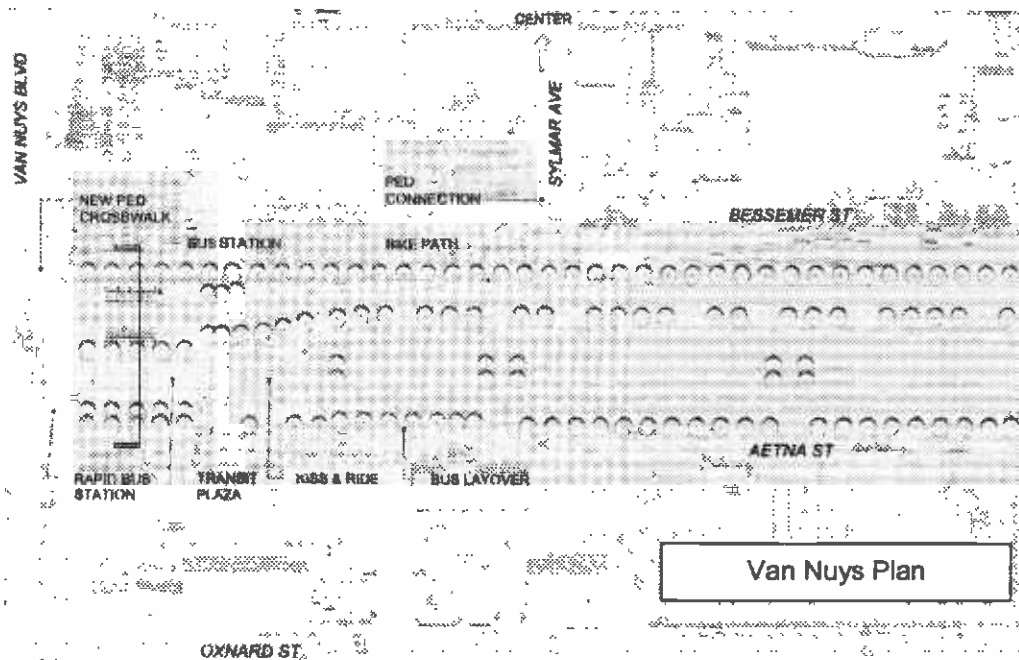 CENTER
VAN NUYS BLVD
SYLMAR AVE
PED
CONNECTION
NEW PED
CROSSWALK
BESSEMER ST
BUS STATION
BIKE PATH
AETNA ST
RAPID BUS
STATION
TRANSIT
PLAZA
KISS & RIDE
BUS LAYOVER
Van Nuys Plan
OXNARD ST